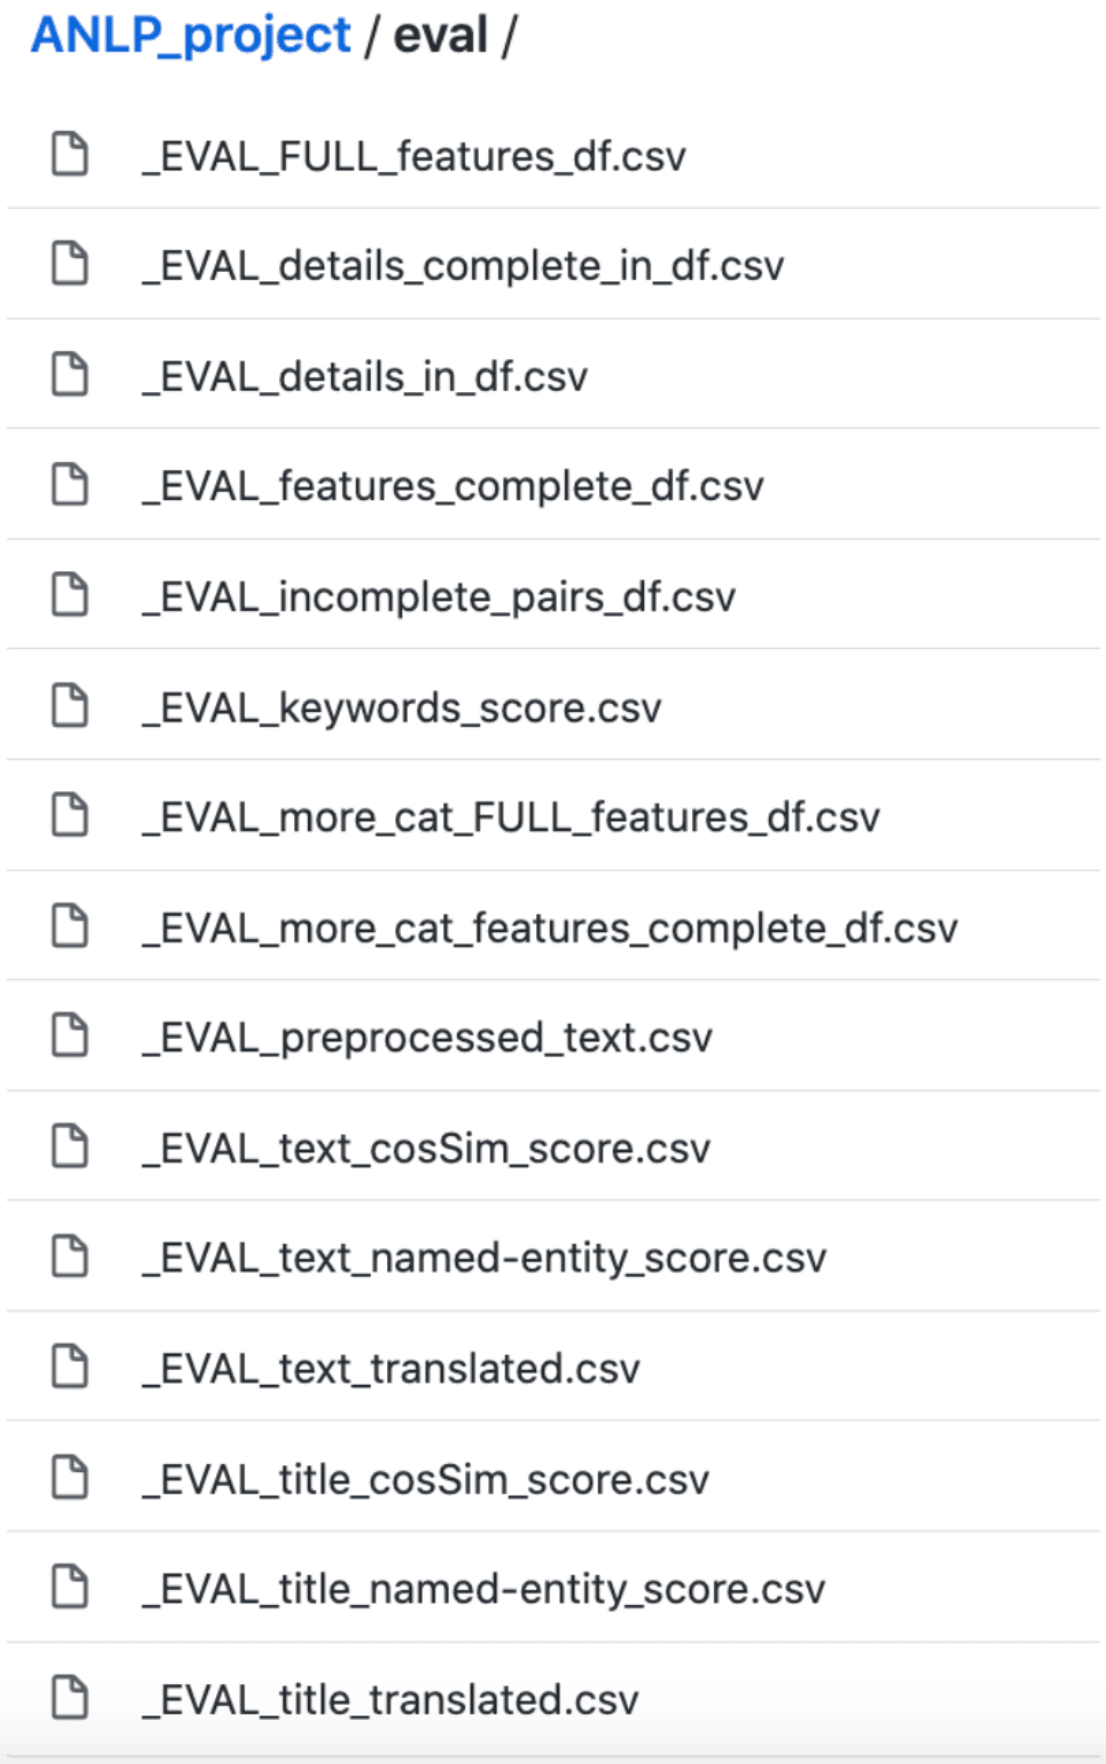 ANLP_project / eval /
_EVAL_FULL_features_df.csv
_EVAL_details_complete_in_df.csv
_EVAL_details_in_df.csv
_EVAL_features_complete_df.csv
_EVAL_incomplete_pairs_df.csv
_EVAL_keywords_score.csv
_EVAL_more_cat_FULL_features_df.csv
_EVAL_more_cat_features_complete_df.csv
_EVAL_preprocessed_text.csv
_EVAL_text_cosSim_score.csv
_EVAL_text_named-entity_score.csv
_EVAL_text_translated.csv
_EVAL_title_cosSim_score.csv
_EVAL_title_named-entity_score.csv
_EVAL_title_translated.csv